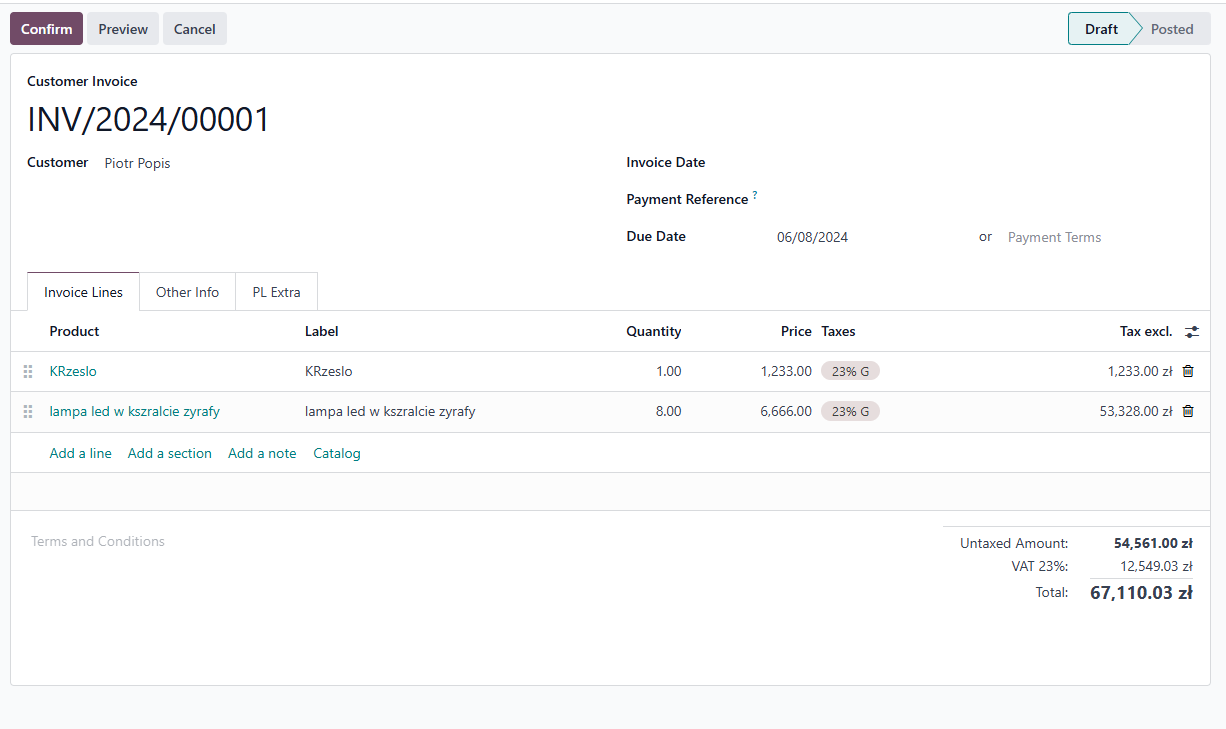 Confirm Preview Cancel Draft Posted
Customer Invoice
INV/2024/00001
Customer Piotr Popis Invoice Date
Payment Reference ?
Due Date 06/08/2024 or Payment Terms
Invoice Lines Other Info PL Extra
Product Label Quantity Price Taxes Tax excl.
KRzeslo KRzeslo 1.00 1,233.00 23% G 1,233.00 zł
lampa led w kszralcie zyrafy lampa led w kszralcie zyrafy 8.00 6,666.00 23% G 53,328.00 zł
Add a line Add a section Add a note Catalog
Terms and Conditions Untaxed Amount: 54,561.00 zł
VAT 23%: 12,549.03 zł
Total: 67,110.03 zł